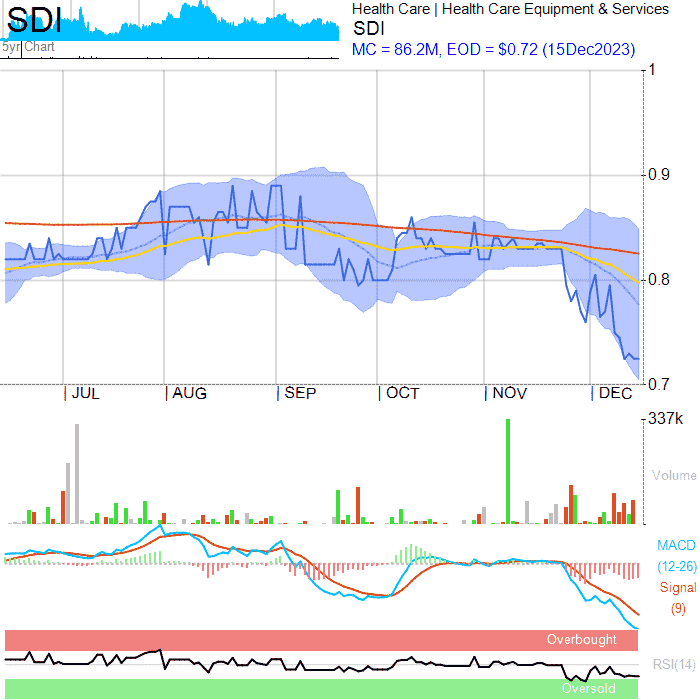 SDI
5yr Chart
Health Care | Health Care Equipment & Services
SDI
MC = 86.2M, EOD = $0.72 (15Dec2023)
1
0.9
0.8
0.7
JUL AUG SEP OCT NOV DEC
337k
Volume
MACD
(12-26)
Signal
(9)
Overbought
RSI(14)
Oversold